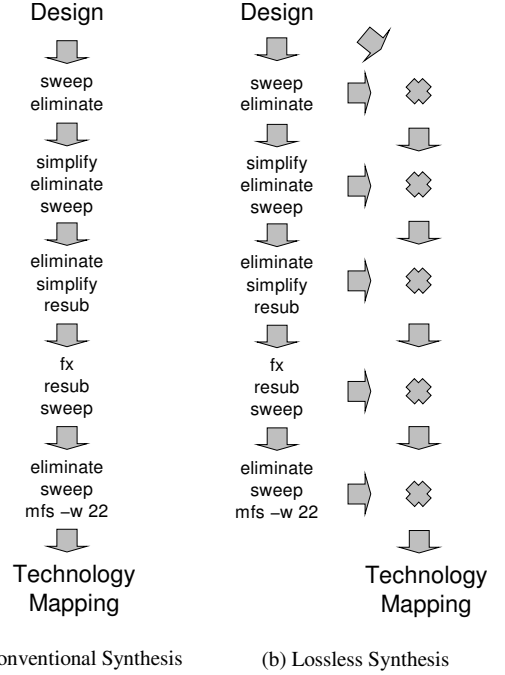 Design
sweep
eliminate
simplify
eliminate
sweep
eliminate
simplify
resub
fx
resub
sweep
eliminate
sweep
mfs −w 22
Technology
Mapping
onventional Synthesis
Design
sweep
eliminate
simplify
eliminate
sweep
eliminate
simplify
resub
fx
resub
sweep
eliminate
sweep
mfs −w 22
Technology
Mapping
(b) Lossless Synthesis